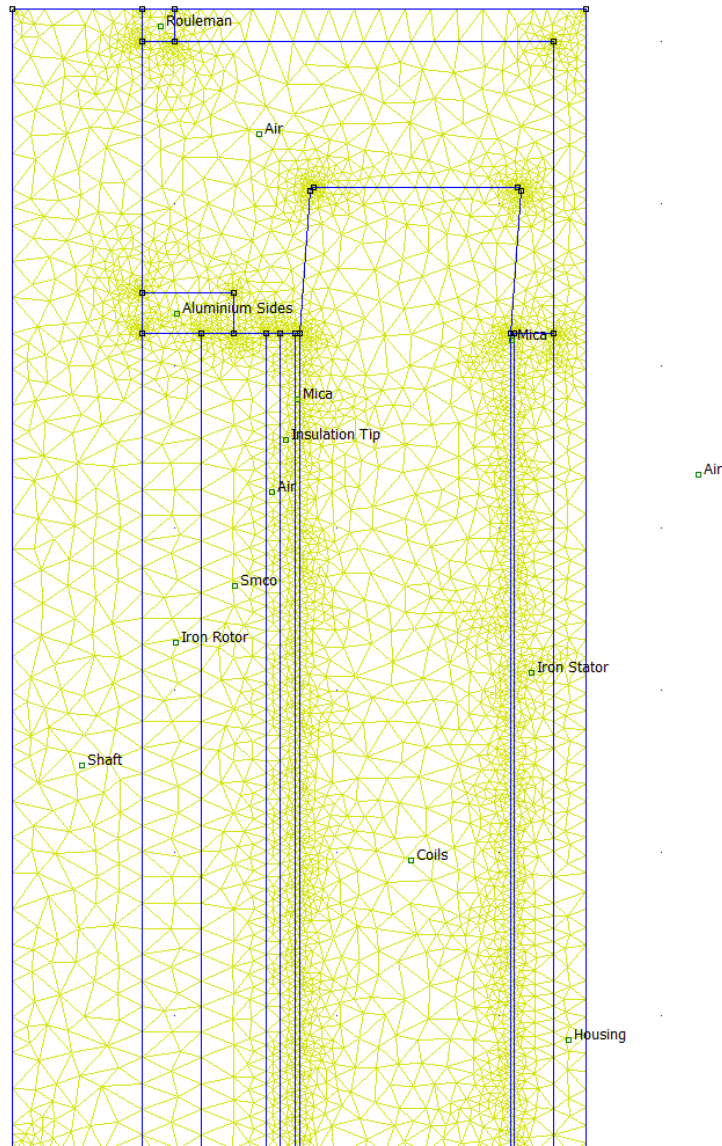 Rouleman
Air
Aluminium Sides
Mica
Mica
Insulation Tip
Air
Air
Smco
Iron Rotor
Iron Stator
Shaft
Coils
Housing